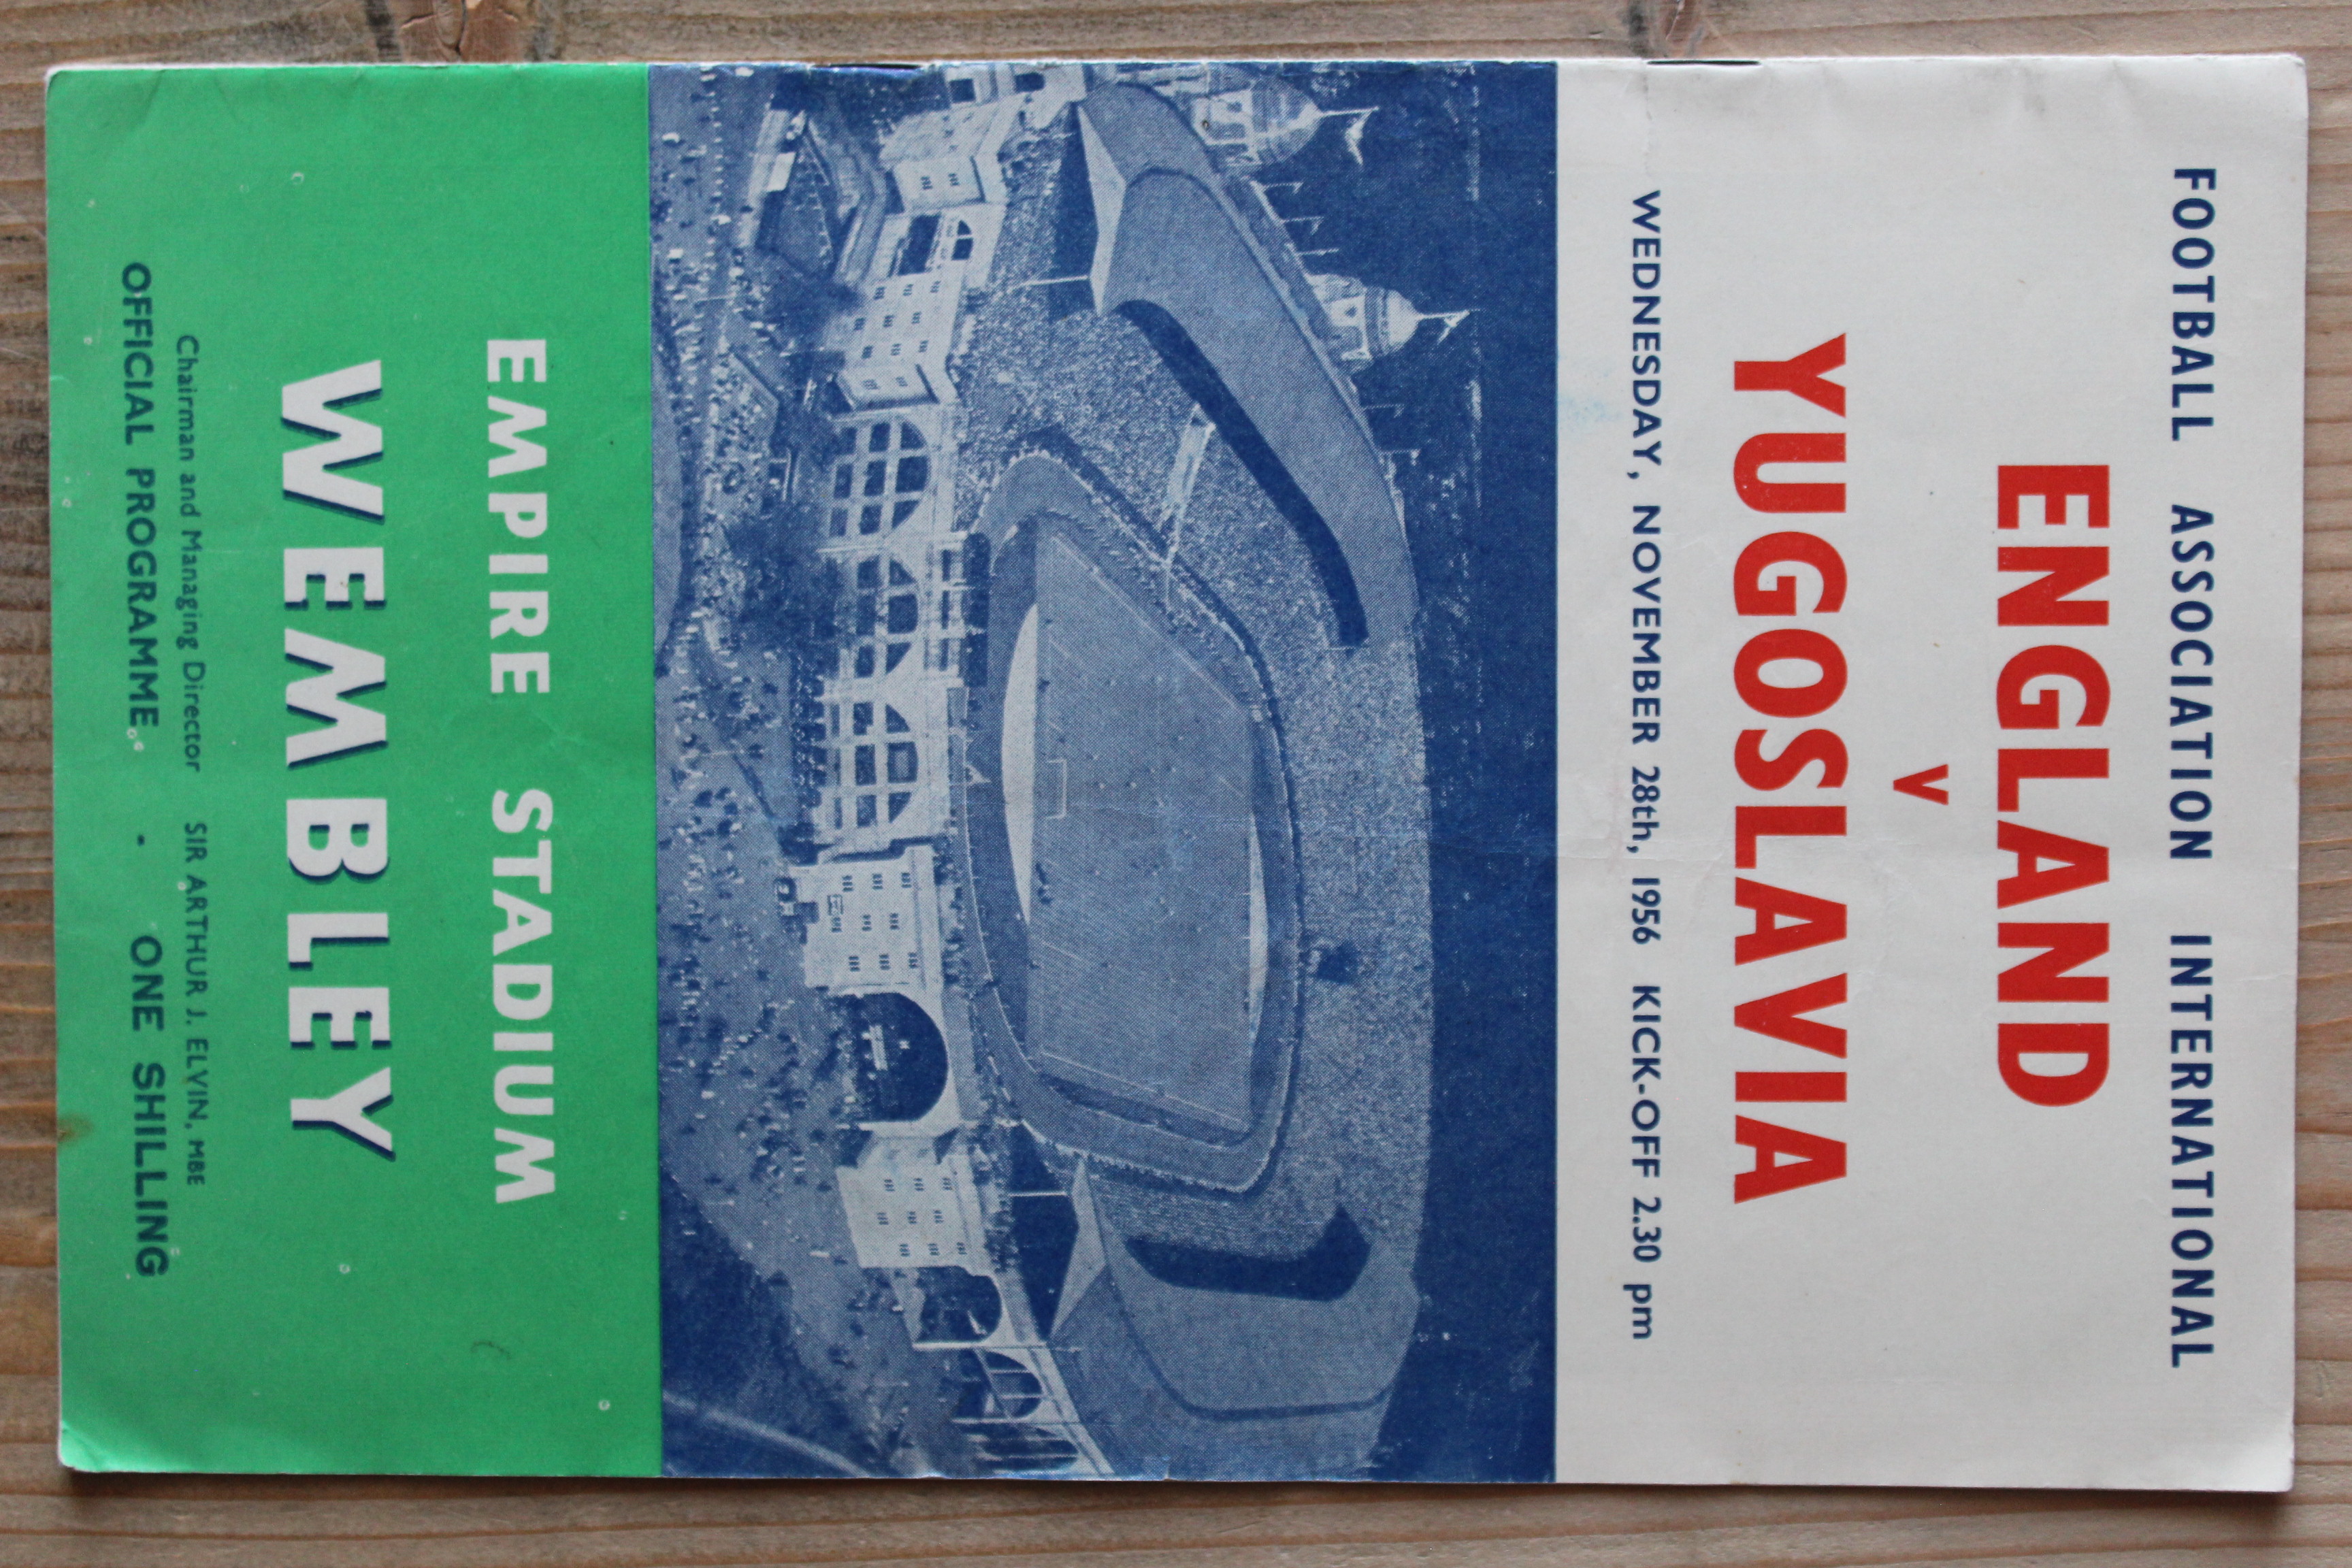 FOOTBALL ASSOCIATION INTERNATIONAL
ENGLAND
v
YUGOSLAVIA
WEDNESDAY, NOVEMBER 28th, 1956 KICK-OFF 2.30 pm
EMPIRE STADIUM
WEMBLEY
Chairman and Managing Director SIR ARTHUR J. ELVIN, MBE
OFFICIAL PROGRAMME. - ONE SHILLING